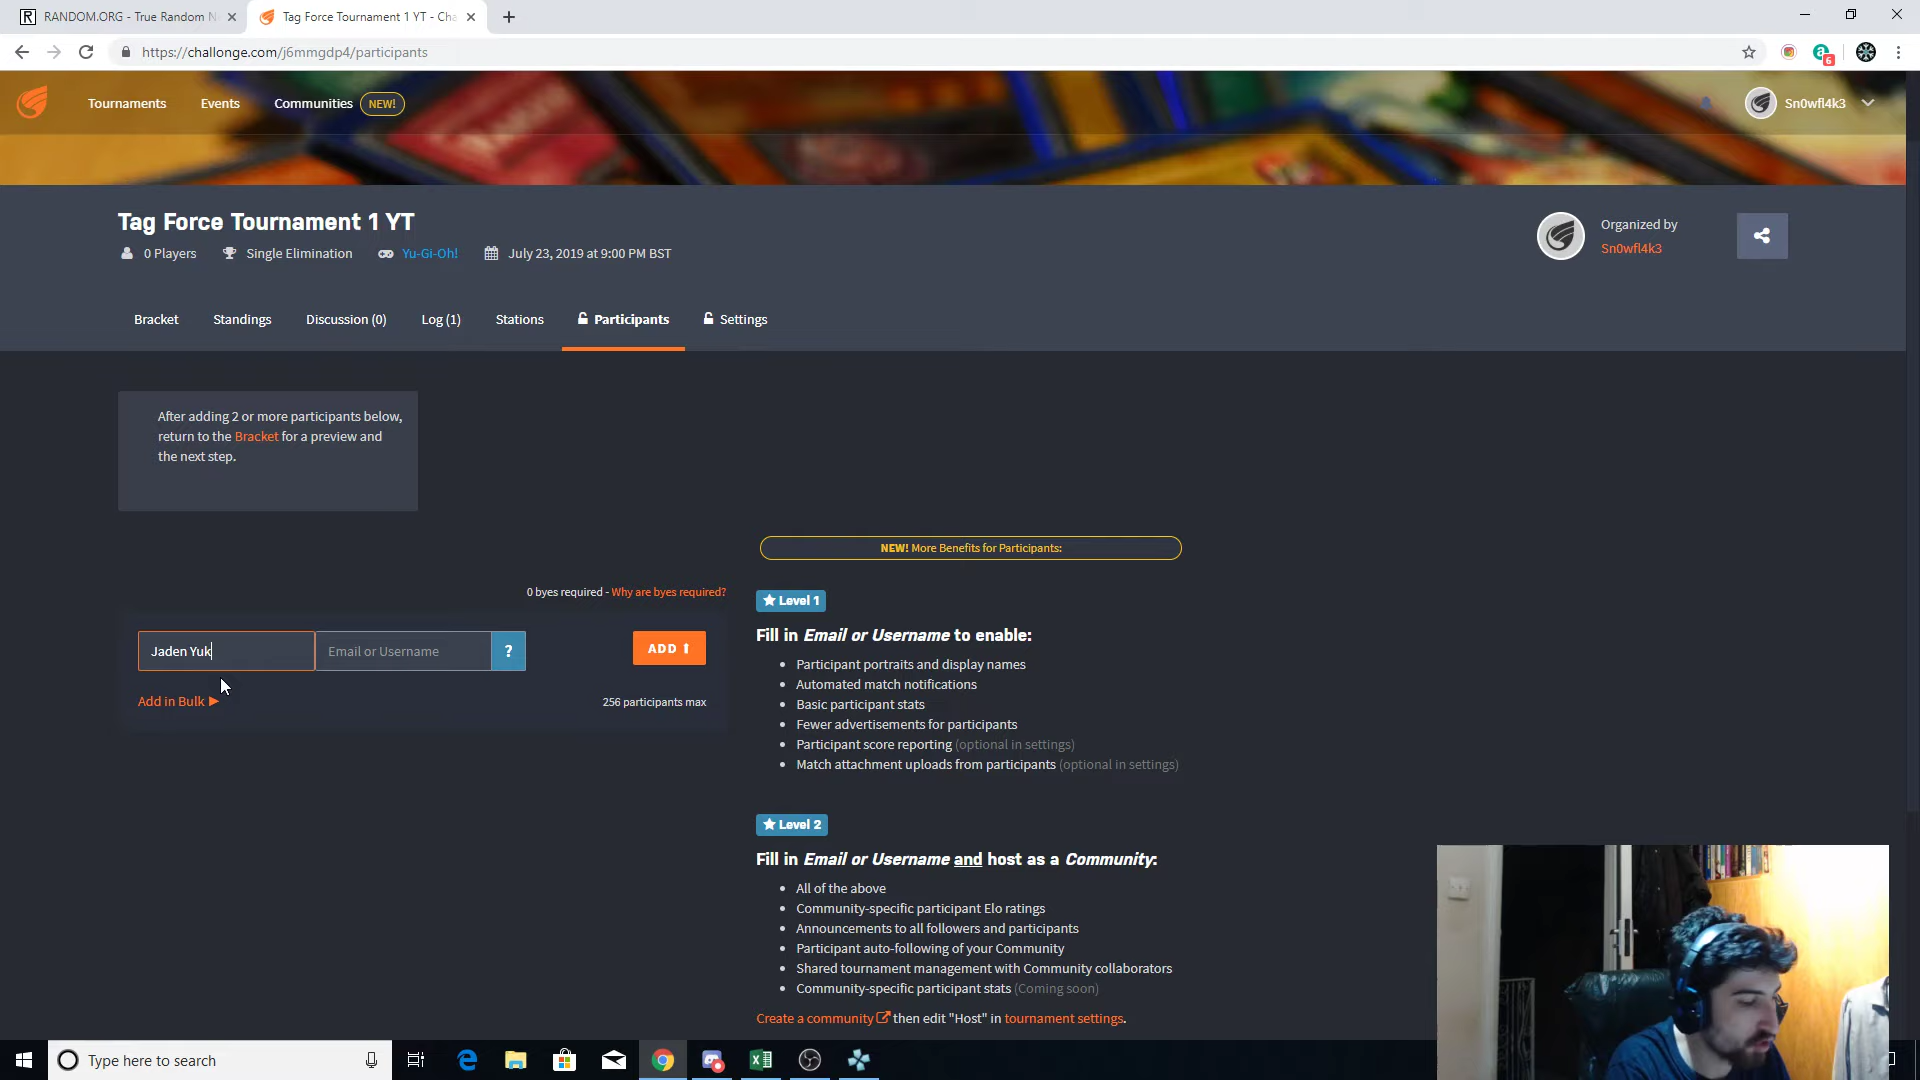 RANDOM.ORG - True Random N
Tag Force Tournament 1 YT - Cha
https://challonge.com/j6mmgdp4/participants
6
Tournaments
Events
Communities
NEW!
Sn0wfl4k3
Tag Force Tournament 1 YT
0 Players
Single Elimination
Yu-Gi-Oh!
July 23, 2019 at 9:00 PM BST
Organized by
Sn0wfl4k3
Bracket
Standings
Discussion (0)
Log (1)
Stations
Participants
Settings
After adding 2 or more participants below,
return to the Bracket for a preview and
the next step.
NEW! More Benefits for Participants:
0 byes required - Why are byes required?
Jaden Yuk
Email or Username
?
ADD
Add in Bulk
256 participants max
Level 1
Fill in Email or Username to enable:
Participant portraits and display names
Automated match notifications
Basic participant stats
Fewer advertisements for participants
Participant score reporting (optional in settings)
Match attachment uploads from participants (optional in settings)
Level 2
Fill in Email or Username and host as a Community:
All of the above
Community-specific participant Elo ratings
Announcements to all followers and participants
Participant auto-following of your Community
Shared tournament management with Community collaborators
Community-specific participant stats (Coming soon)
Create a community then edit "Host" in tournament settings.
Type here to search